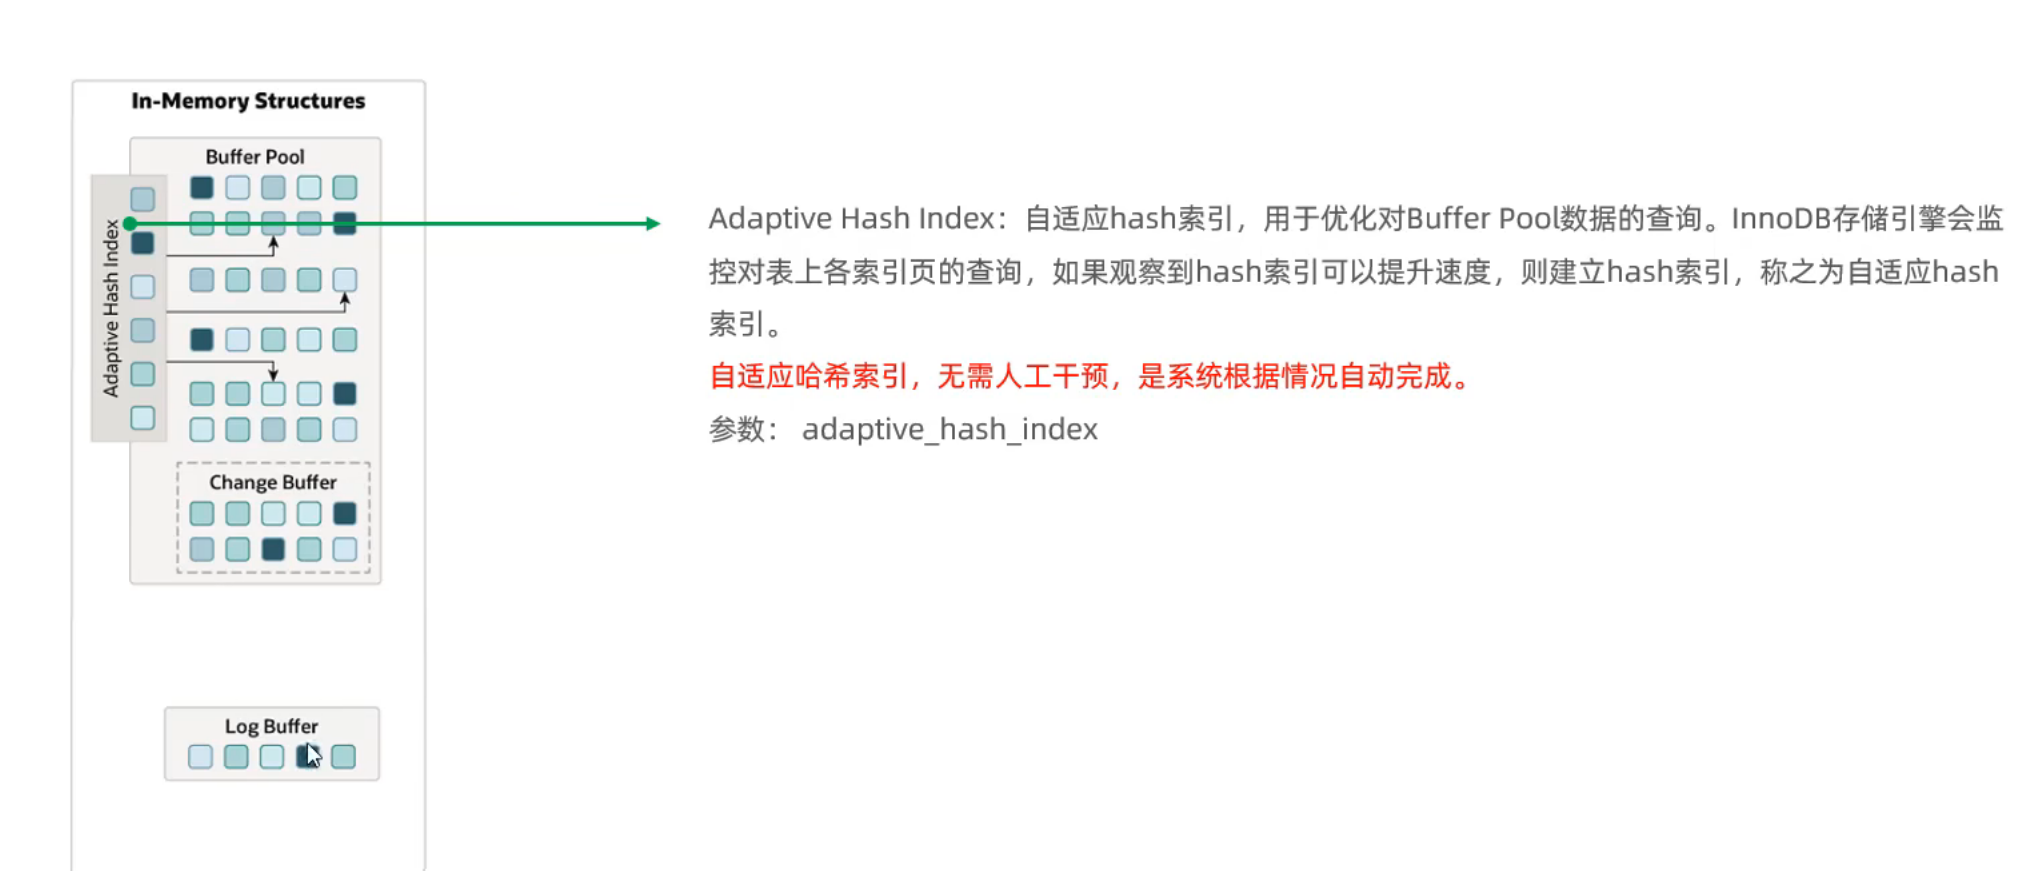 In-Memory Structures
Buffer Pool
Adaptive Hash Index
Change Buffer
Log Buffer
Adaptive Hash Index：自适应hash索引，用于优化对Buffer Pool数据的查询。InnoDB存储引擎会监
控对表上各索引页的查询，如果观察到hash索引可以提升速度，则建立hash索引，称之为自适应hash
索引。
自适应哈希索引，无需人工干预，是系统根据情况自动完成。
参数： adaptive_hash_index